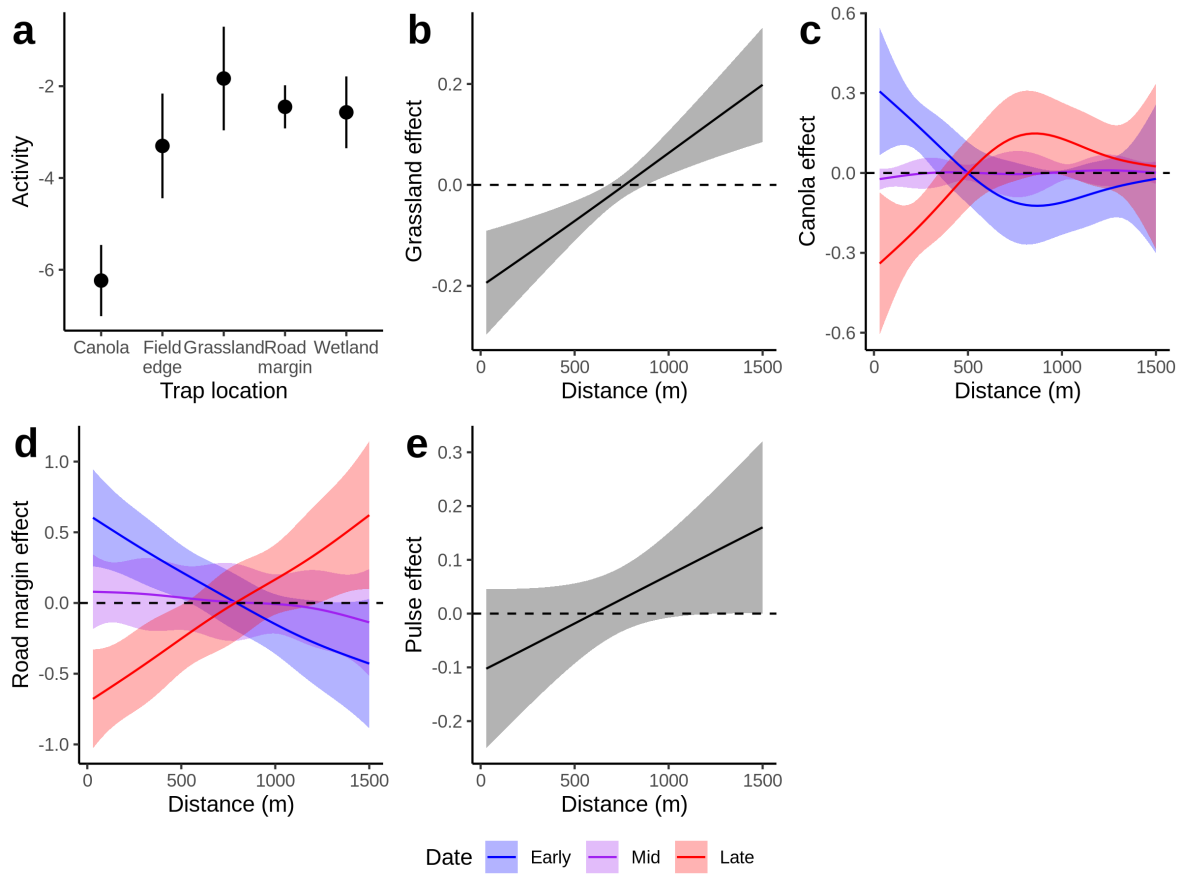 a
Activity
-2
-4
-6
Canola Field edge Grassland Road margin Wetland
Trap location
b
Grassland effect
0.2
0.0
-0.2
0 500 1000 1500
Distance (m)
c
Canola effect
0.6
0.3
0.0
-0.3
-0.6
0 500 1000 1500
Distance (m)
d
Road margin effect
1.0
0.5
0.0
-0.5
-1.0
0 500 1000 1500
Distance (m)
e
Pulse effect
0.3
0.2
0.1
0.0
-0.1
-0.2
0 500 1000 1500
Distance (m)
Date Early Mid Late